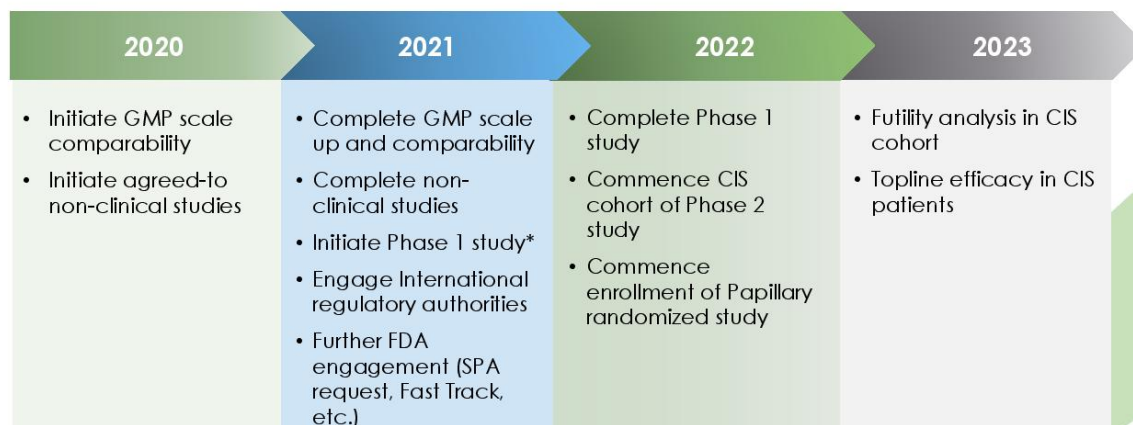 2020
2021
2022
2023
• Initiate GMP scale
comparability
• Initiate agreed-to
non-clinical studies
• Complete GMP scale
up and comparability
• Complete non-
clinical studies
• Initiate Phase 1 study*
• Engage International
regulatory authorities
• Further FDA
engagement (SPA
request, Fast Track,
etc.)
• Complete Phase 1
study
• Commence CIS
cohort of Phase 2
study
• Commence
enrollment of Papillary
randomized study
• Futility analysis in CIS
cohort
• Topline efficacy in CIS
patients